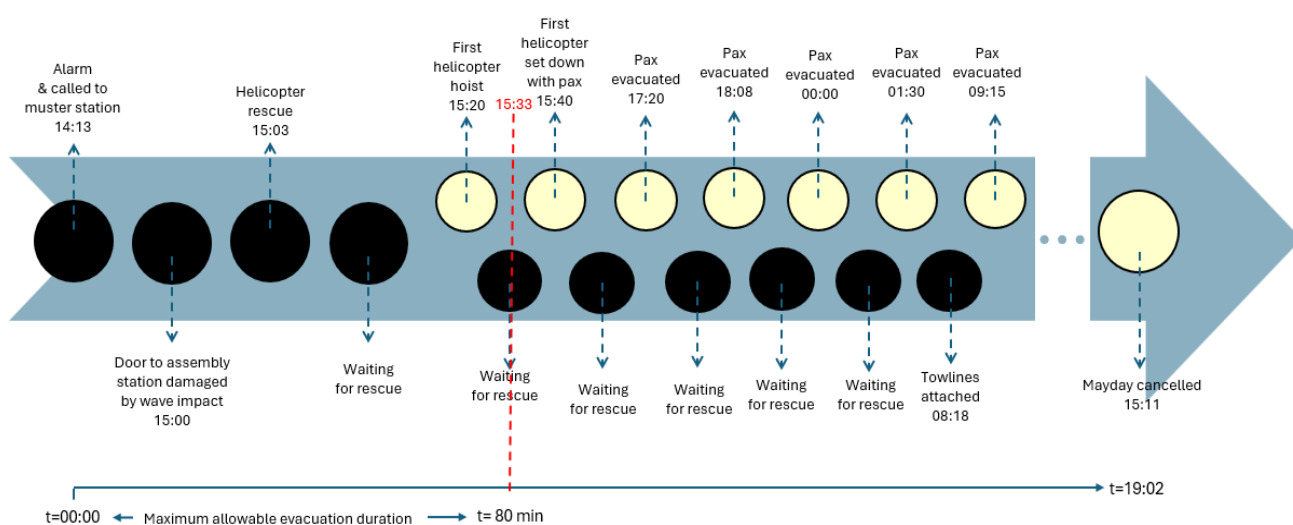 Alarm
& called to
muster station
14:13
Helicopter
rescue
15:03
First
helicopter
hoist
15:20
15:33
First
helicopter
set down
with pax
15:40
Pax
evacuated
17:20
Pax
evacuated
18:08
Pax
evacuated
00:00
Pax
evacuated
01:30
Pax
evacuated
09:15
Door to assembly
station damaged
by wave impact
15:00
Waiting
for rescue
Waiting
for rescue
Waiting
for rescue
Waiting
for rescue
Waiting
for rescue
Waiting
for rescue
Towlines
attached
08:18
Mayday cancelled
15:11
t=00:00
Maximum allowable evacuation duration
t= 80 min
t=19:02